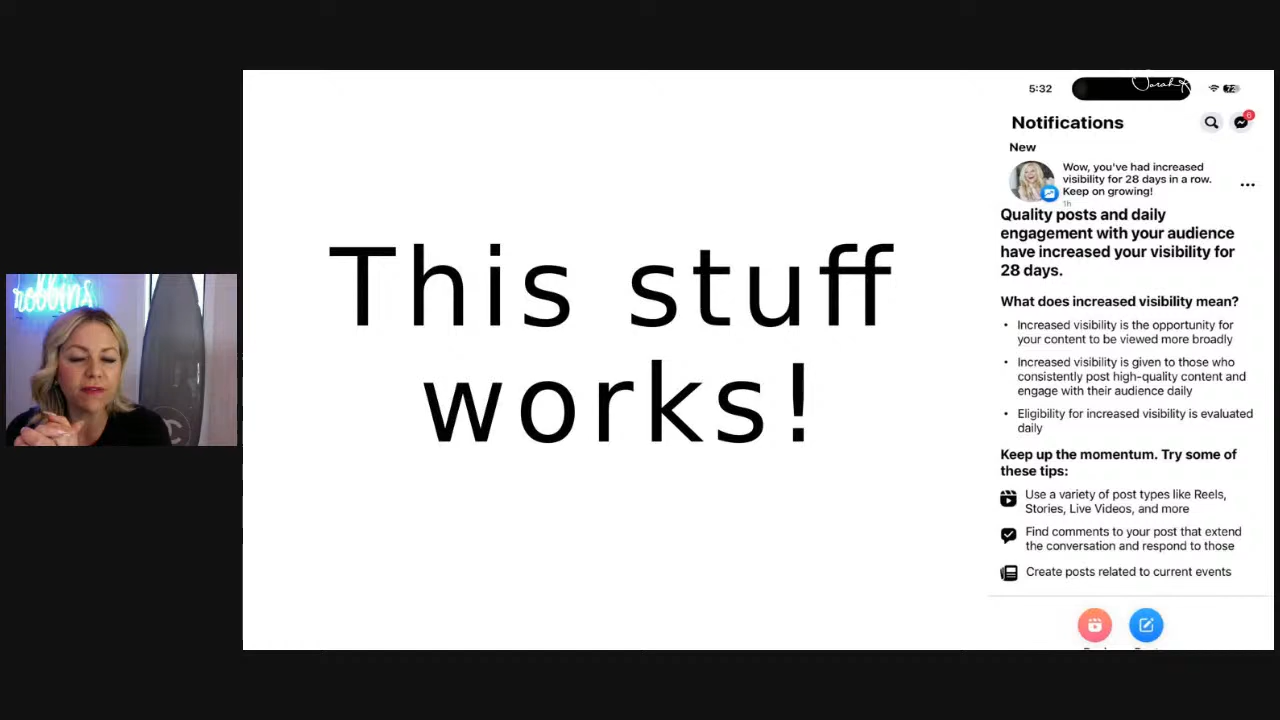 robbins
This stuff
works!
Sarah R
5:32
72
Notifications
6
New
Wow, you've had increased
visibility for 28 days in a row.
Keep on growing!
1h
Quality posts and daily
engagement with your audience
have increased your visibility for
28 days.
What does increased visibility mean?
• Increased visibility is the opportunity for
your content to be viewed more broadly
• Increased visibility is given to those who
consistently post high-quality content and
engage with their audience daily
• Eligibility for increased visibility is evaluated
daily
Keep up the momentum. Try some of
these tips:
Use a variety of post types like Reels,
Stories, Live Videos, and more
Find comments to your post that extend
the conversation and respond to those
Create posts related to current events